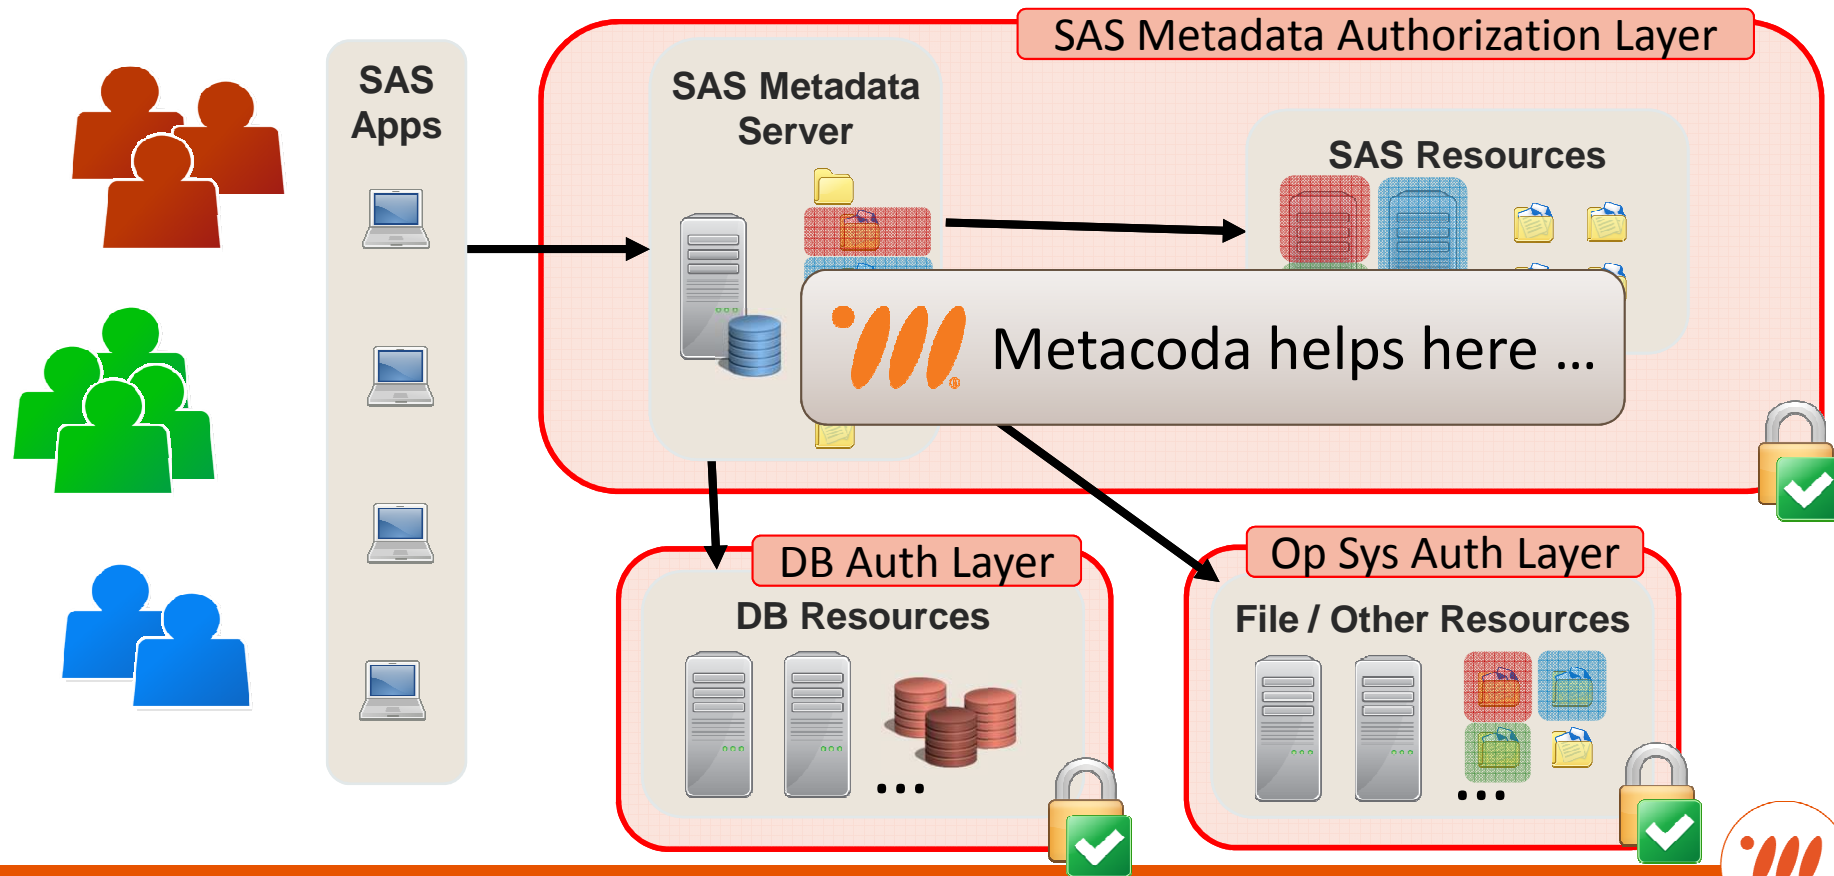 SAS Metadata Authorization Layer
SAS
Apps
SAS Metadata
Server
SAS Resources
Metacoda helps here ...
DB Auth Layer
DB Resources
...
Op Sys Auth Layer
File / Other Resources
...